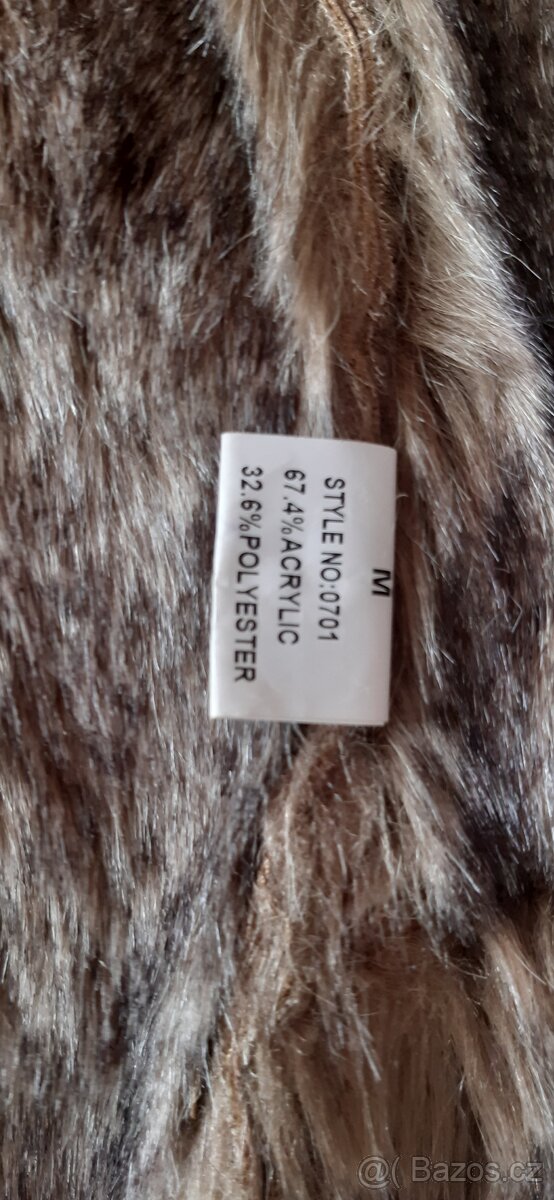 M
STYLE NO:0701
67.4%ACRYLIC
32.6%POLYESTER
@( Bazos.cz